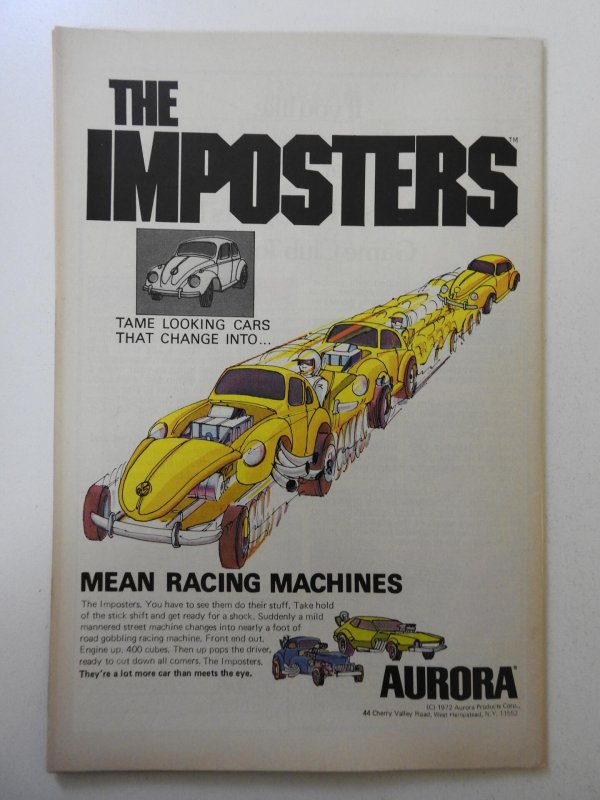 THE
IMPOSTERS™
TAME LOOKING CARS
THAT CHANGE INTO...
MEAN RACING MACHINES
The Imposters. You have to see them do their stuff. Take hold
of the stick shift and get ready for a shock. Suddenly a mild
mannered street machine changes into nearly a foot of
road gobbling racing machine. Front end out.
Engine up. 400 cubes. Then up pops the driver,
ready to cut down all comers. The Imposters.
They're a lot more car than meets the eye.
AURORA®
(C) 1972 Aurora Products Corp.,
44 Cherry Valley Road, West Hempstead, N.Y. 11552